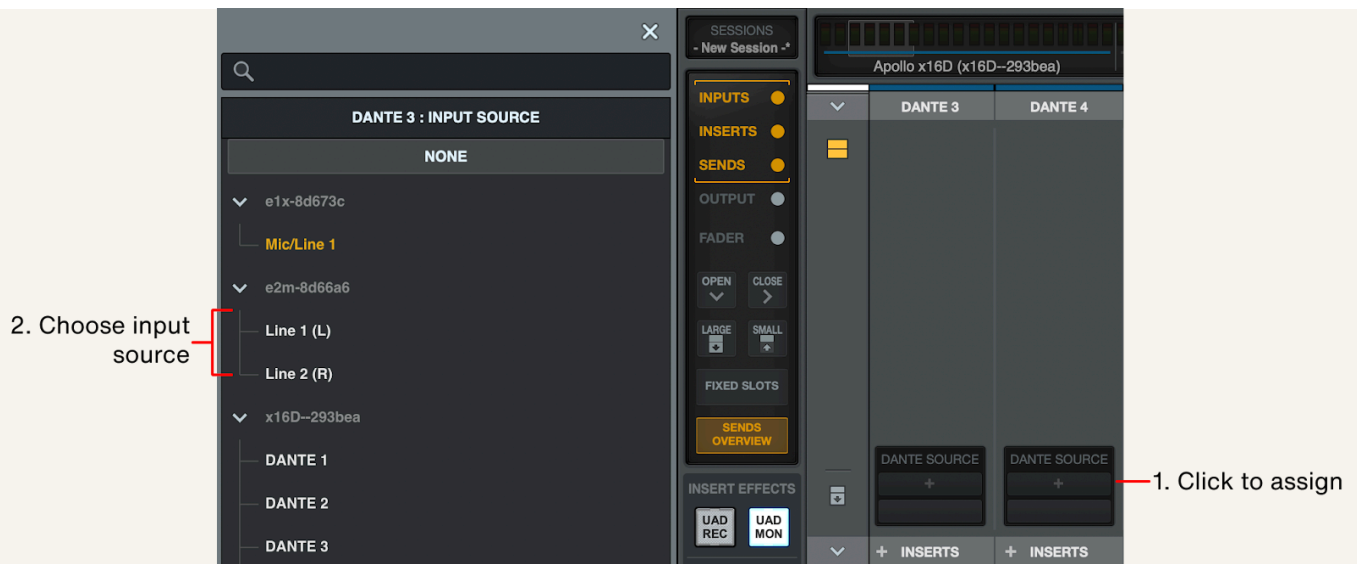 SESSIONS
- New Session -*
Apollo x16D (x16D--293bea)
DANTE 3 : INPUT SOURCE
NONE
e1x-8d673c
Mic/Line 1
e2m-8d66a6
Line 1 (L)
Line 2 (R)
x16D--293bea
DANTE 1
DANTE 2
DANTE 3
2. Choose input
source
INPUTS
INSERTS
SENDS
OUTPUT
FADER
OPEN CLOSE
LARGE SMALL
FIXED SLOTS
SENDS
OVERVIEW
INSERT EFFECTS
UAD UAD
REC MON
DANTE 3 DANTE 4
DANTE SOURCE DANTE SOURCE
+ +
1. Click to assign
+ INSERTS + INSERTS